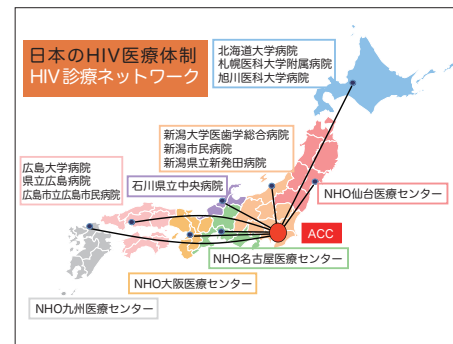 日本のHIV医療体制
HIV診療ネットワーク
北海道大学病院
札幌医科大学附属病院
旭川医科大学病院
新潟大学医歯学総合病院
新潟市民病院
新潟県立新発田病院
広島大学病院
県立広島病院
広島市立広島市民病院
石川県立中央病院
NHO仙台医療センター
ACC
NHO名古屋医療センター
NHO大阪医療センター
NHO九州医療センター